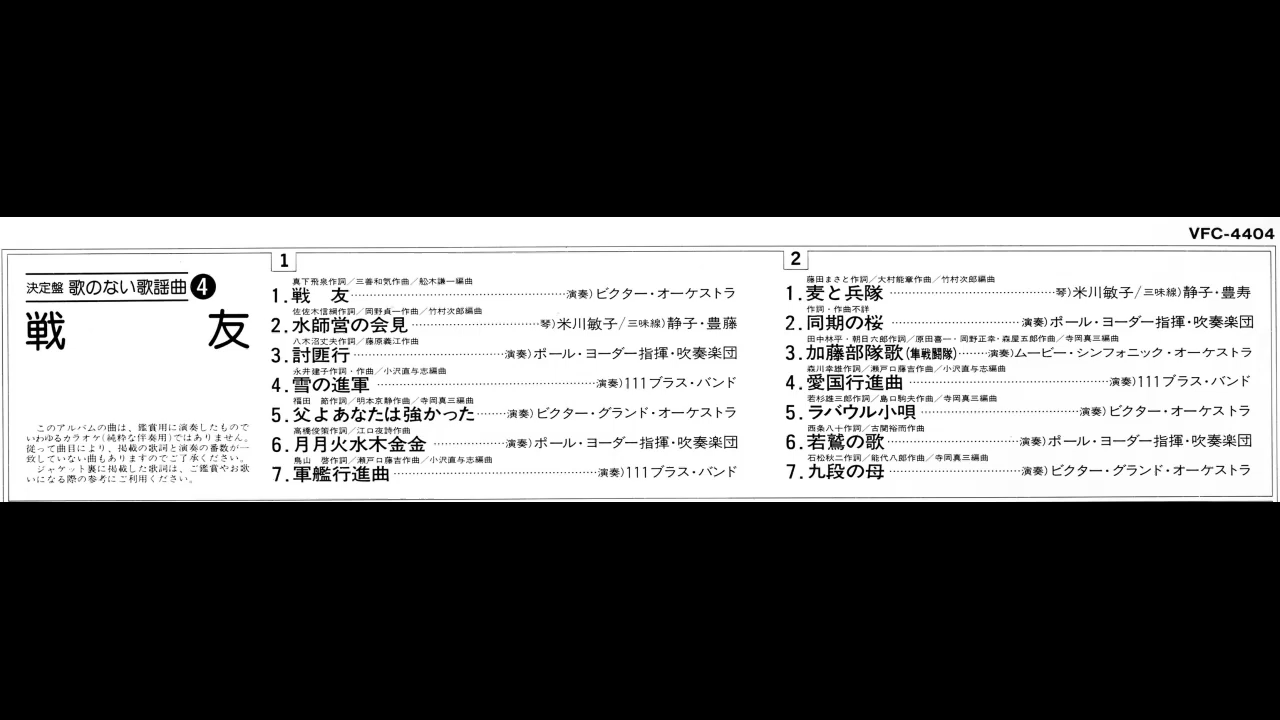 VFC-4404
決定盤 歌のない歌謡曲 4
戦 友
このアルバムの曲は、鑑賞用に演奏したもので
いわゆるカラオケ(純粋な伴奏用)ではありません。
従って曲目により、掲載の歌詞と演奏の番数が一
致していない曲もありますのでご了承ください。
ジャケット裏に掲載した歌詞は、ご鑑賞やお歌
いになる際の参考にご利用ください。
1
真下飛泉作詞/三善和気作曲/舩木謙一編曲
1.戦 友………演奏)ビクター・オーケストラ
佐佐木信綱作詞/岡野貞一作曲/竹村次郎編曲
2.水師営の会見………琴)米川敏子/三味線)静子・豊藤
八木沼丈夫作詞/藤原義江作曲
3.討匪行………演奏)ポール・ヨーダー指揮・吹奏楽団
永井建子作詞・作曲/小沢直与志編曲
4.雪の進軍………演奏)111ブラス・バンド
福田 節作詞/明本京静作曲/寺岡真三編曲
5.父よあなたは強かった………演奏)ビクター・グランド・オーケストラ
高橋俊策作詞/江口夜詩作曲
6.月月火水木金金………演奏)ポール・ヨーダー指揮・吹奏楽団
鳥山 啓作詞/瀬戸口藤吉作曲/小沢直与志編曲
7.軍艦行進曲………演奏)111ブラス・バンド
2
藤田まさと作詞/大村能章作曲/竹村次郎編曲
1.麦と兵隊………琴)米川敏子/三味線)静子・豊寿
作詞・作曲不詳
2.同期の桜………演奏)ポール・ヨーダー指揮・吹奏楽団
田中林平・朝日六郎作詞/原田喜一・岡野正幸・森屋五郎作曲/寺岡真三編曲
3.加藤部隊歌(隼戦闘隊)………演奏)ムービー・シンフォニック・オーケストラ
森川幸雄作詞/瀬戸口藤吉作曲/小沢直与志編曲
4.愛国行進曲………演奏)111ブラス・バンド
若杉雄三郎作詞/島口駒夫作曲/寺岡真三編曲
5.ラバウル小唄………演奏)ビクター・オーケストラ
西条八十作詞/古関裕而作曲
6.若鷲の歌………演奏)ポール・ヨーダー指揮・吹奏楽団
石松秋二作詞/能代八郎作曲/寺岡真三編曲
7.九段の母………演奏)ビクター・グランド・オーケストラ